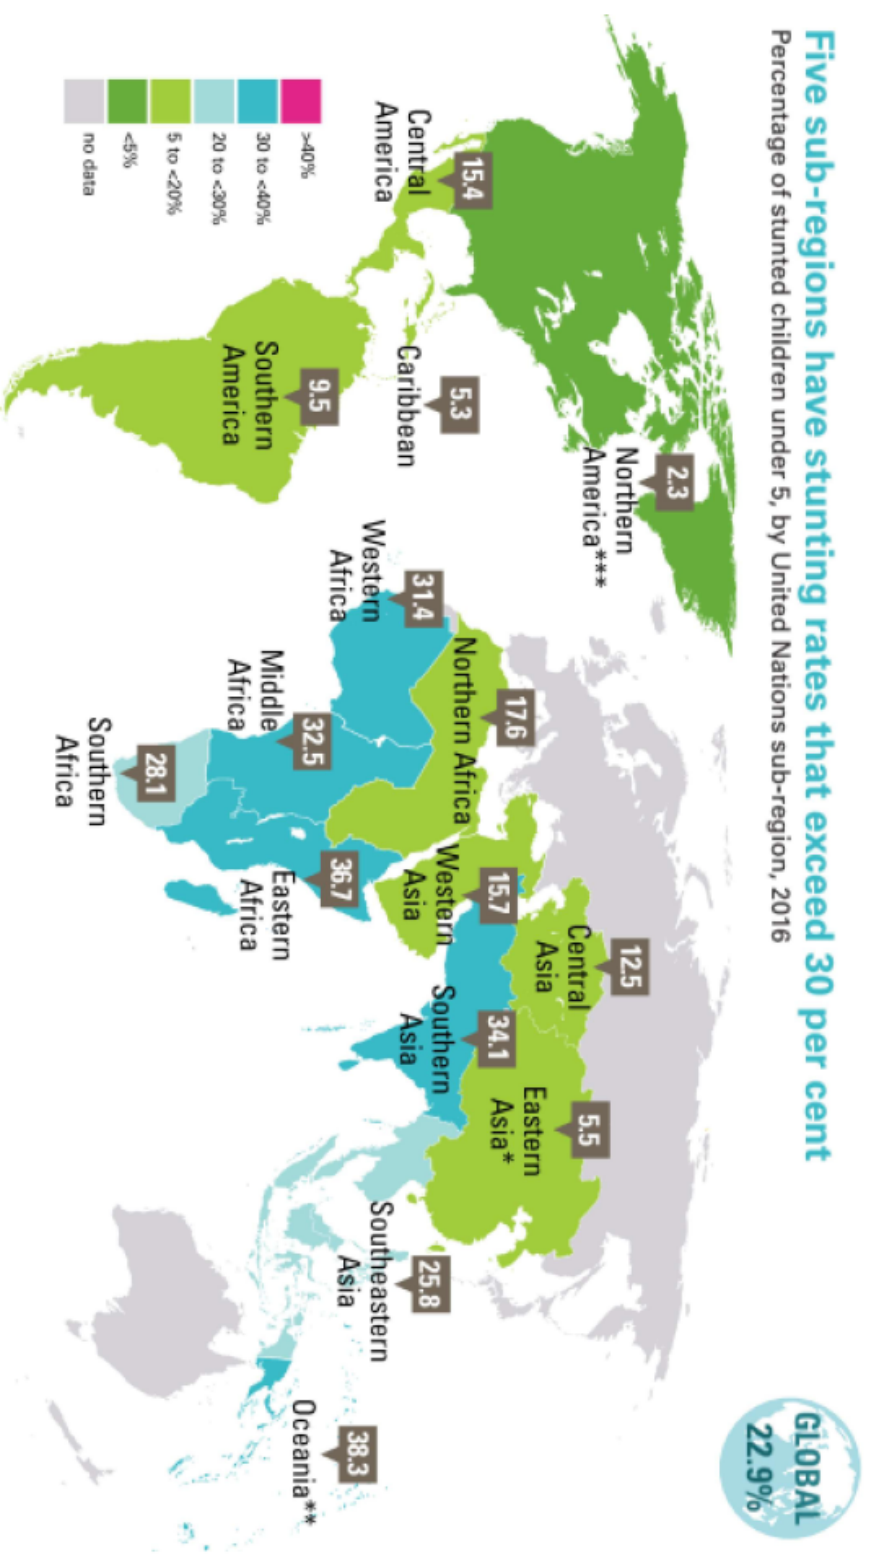 Five sub-regions have stunting rates that exceed 30 per cent
Percentage of stunted children under 5, by United Nations sub-region, 2016
GLOBAL
22.9%
2.3
Northern
America***
15.4
Central
America
5.3
Caribbean
9.5
Southern
America
17.6
Northern Africa
31.4
Western
Africa
32.5
Middle
Africa
36.7
Eastern
Africa
28.1
Southern
Africa
15.7
Western
Asia
12.5
Central
Asia
34.1
Southern
Asia
5.5
Eastern
Asia*
25.8
Southeastern
Asia
38.3
Oceania**
>40%
30 to <40%
20 to <30%
5 to <20%
<5%
no data